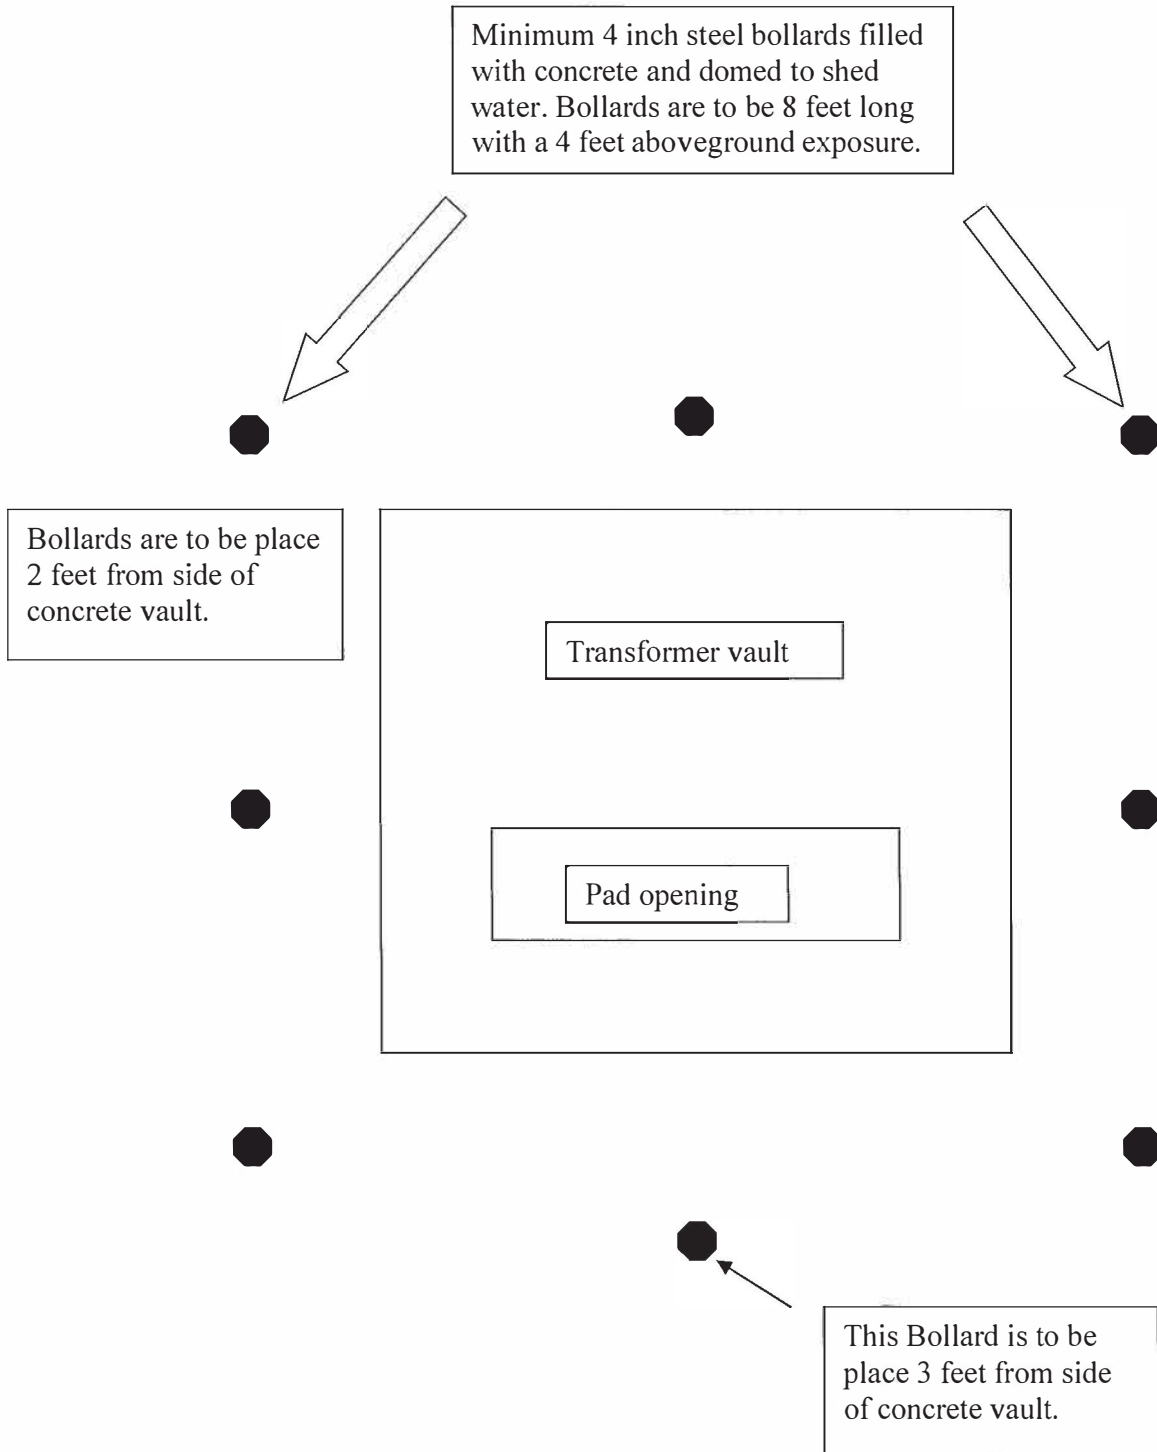 Minimum 4 inch steel bollards filled
with concrete and domed to shed
water. Bollards are to be 8 feet long
with a 4 feet aboveground exposure.
Bollards are to be place
2 feet from side of
concrete vault.
Transformer vault
Pad opening
This Bollard is to be
place 3 feet from side
of concrete vault.